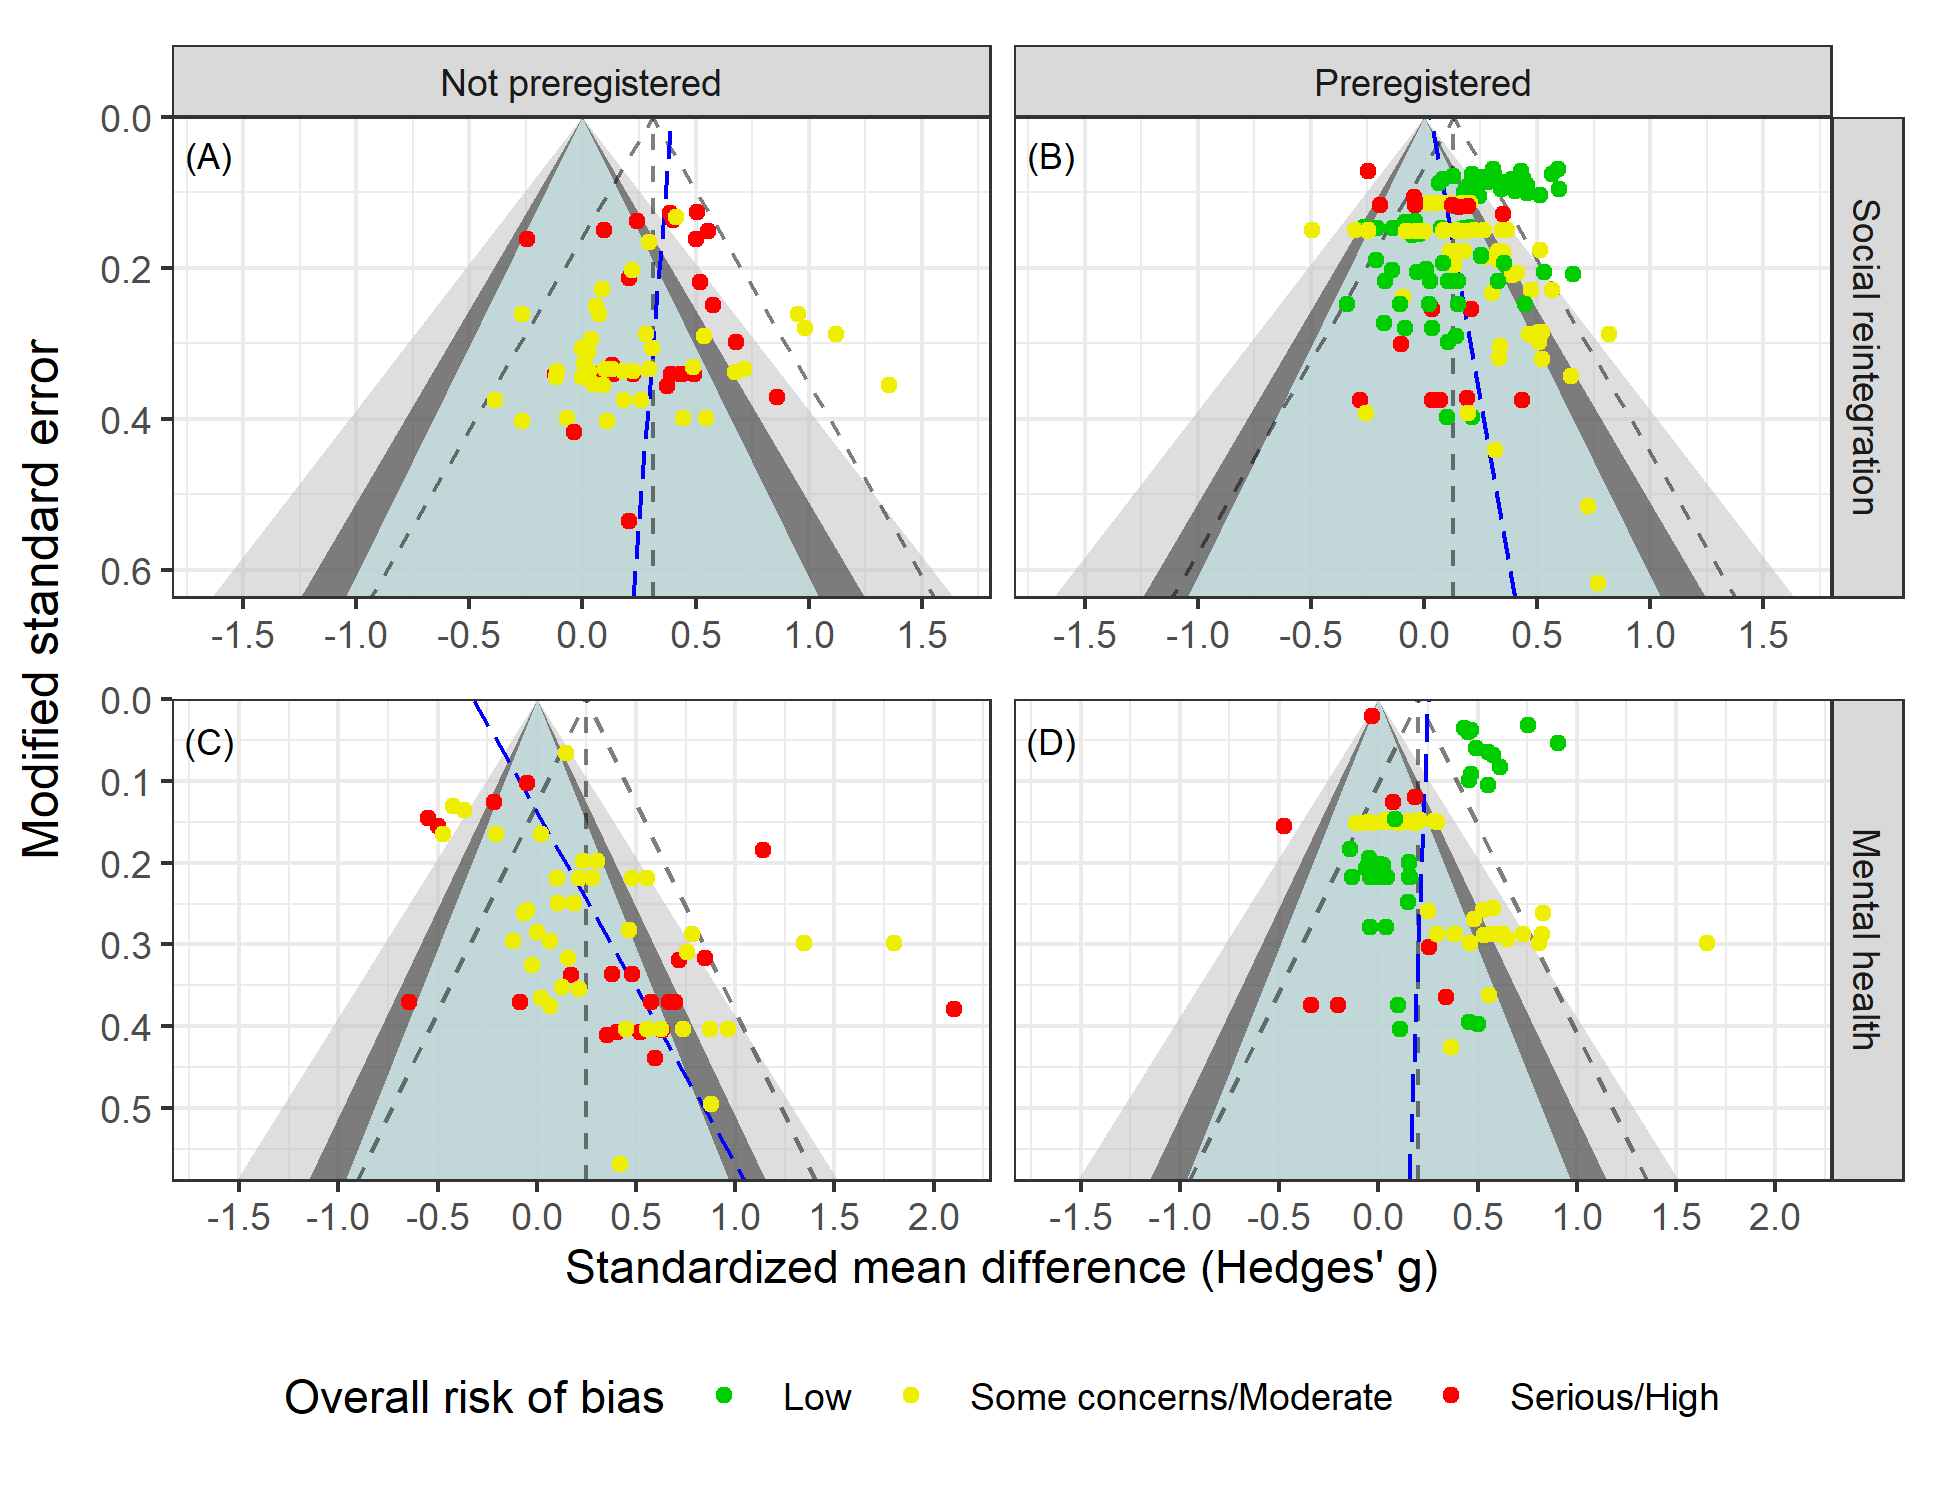 Not preregistered
Preregistered
(A)
(B)
0.0
0.2
0.4
0.6
-1.5 -1.0 -0.5 0.0 0.5 1.0 1.5
-1.5 -1.0 -0.5 0.0 0.5 1.0 1.5
Social reintegration
Modified standard error
(C)
(D)
0.0
0.1
0.2
0.3
0.4
0.5
-1.5 -1.0 -0.5 0.0 0.5 1.0 1.5 2.0
-1.5 -1.0 -0.5 0.0 0.5 1.0 1.5 2.0
Mental health
Standardized mean difference (Hedges' g)
Overall risk of bias Low Some concerns/Moderate Serious/High